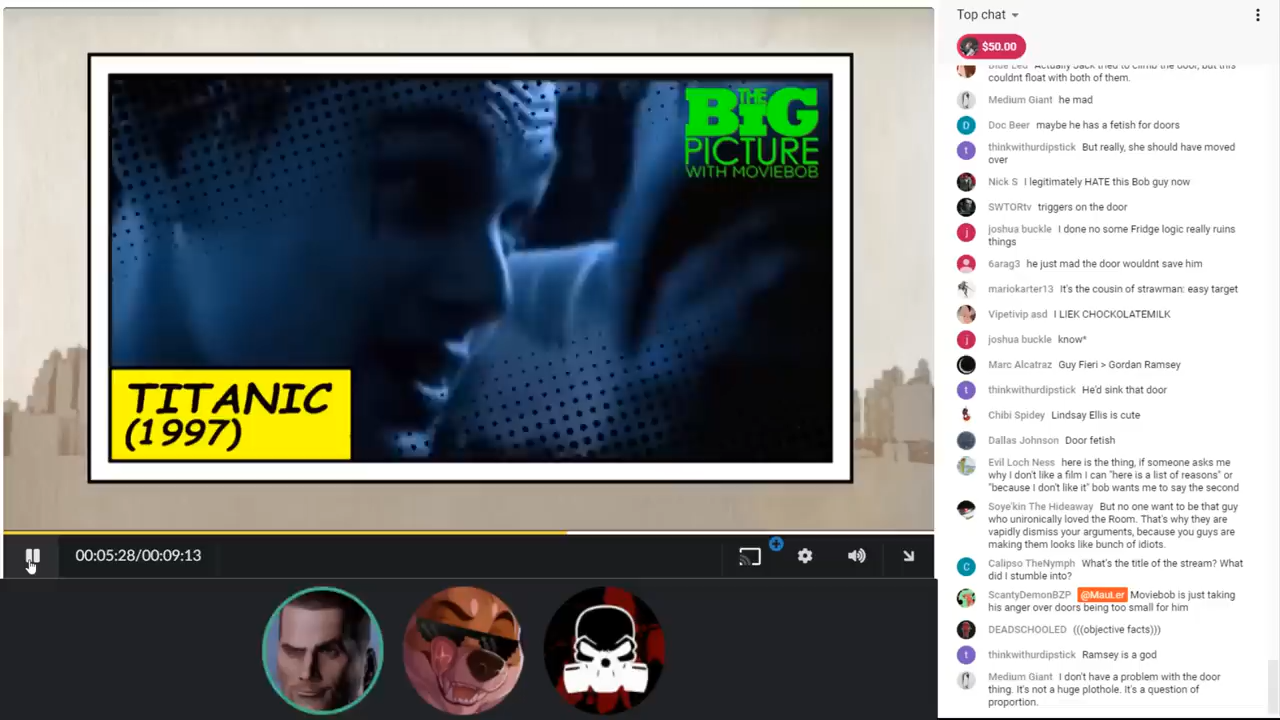 THE
BIG
PICTURE
WITH MOVIEBOB
TITANIC
(1997)
00:05:28/00:09:13
Top chat
$50.00
Blue Led Actually Jack tried to climb the door, but this
couldnt float with both of them.
Medium Giant he mad
Doc Beer maybe he has a fetish for doors
thinkwithurdipstick But really, she should have moved
over
Nick S I legitimately HATE this Bob guy now
SWTORtv triggers on the door
joshua buckle I done no some Fridge logic really ruins
things
6arag3 he just mad the door wouldnt save him
mariokarter13 It's the cousin of strawman: easy target
Vipetivip asd I LIEK CHOCKOLATEMILK
joshua buckle know*
Marc Alcatraz Guy Fieri > Gordan Ramsey
thinkwithurdipstick He'd sink that door
Chibi Spidey Lindsay Ellis is cute
Dallas Johnson Door fetish
Evil Loch Ness here is the thing, if someone asks me
why I don't like a film I can "here is a list of reasons" or
"because I don't like it" bob wants me to say the second
Soye'kin The Hideaway But no one want to be that guy
who unironically loved the Room. That's why they are
vapidly dismiss your arguments, because you guys are
making them looks like bunch of idiots.
Calipso TheNymph What's the title of the stream? What
did I stumble into?
ScantyDemonBZP @MauLer Moviebob is just taking
his anger over doors being too small for him
DEADSCHOOLED (((objective facts)))
thinkwithurdipstick Ramsey is a god
Medium Giant I don't have a problem with the door
thing. It's not a huge plothole. It's a question of
proportion.
D
t
j
j
t
C
t